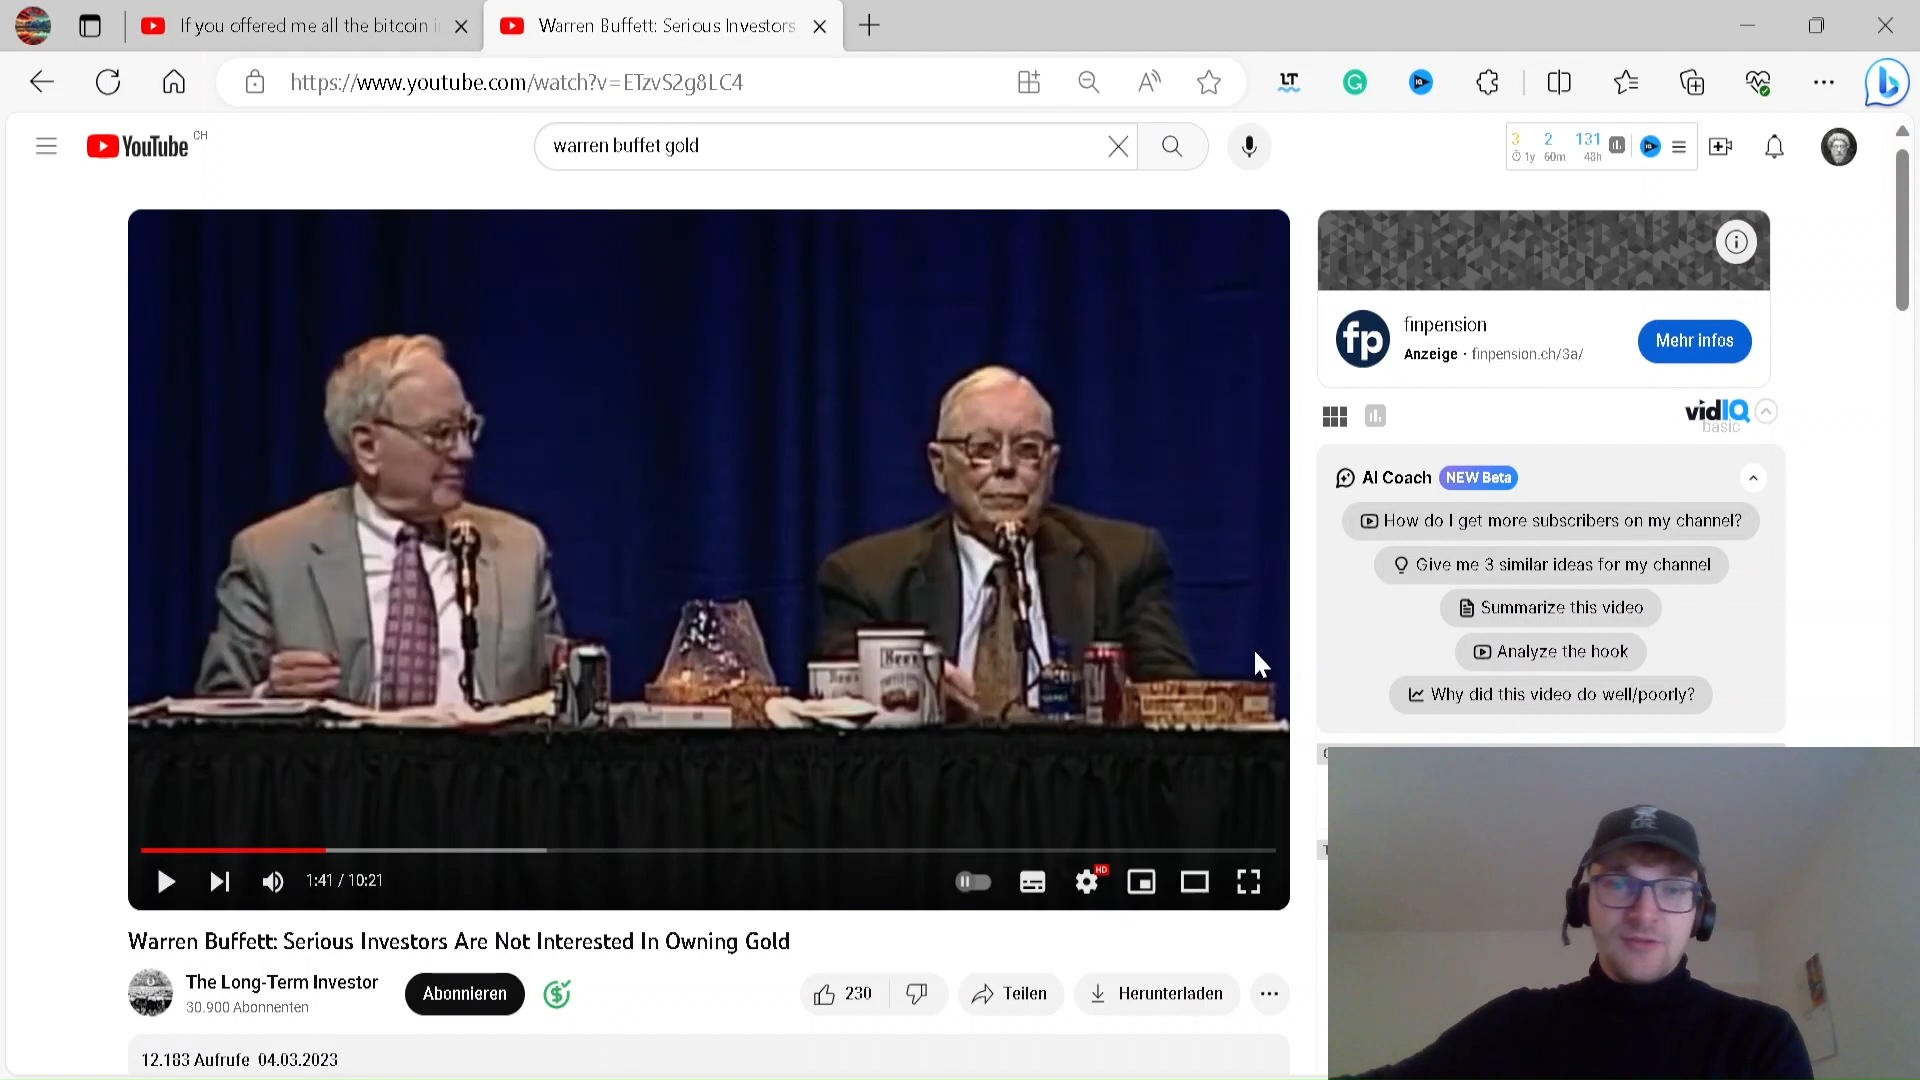 If you offered me all the bitcoin i
Warren Buffett: Serious Investors
https://www.youtube.com/watch?v=ETzvS2g8LC4
LT
YouTube CH
warren buffet gold
3 2 131
1y 60m 48h
finpension
Anzeige · finpension.ch/3a/
fp
Mehr infos
vidIQ
basic
AI Coach NEW Beta
How do I get more subscribers on my channel?
Give me 3 similar ideas for my channel
Summarize this video
Analyze the hook
Why did this video do well/poorly?
1:41 / 10:21
HD
Warren Buffett: Serious Investors Are Not Interested In Owning Gold
The Long-Term Investor
30.900 Abonnenten
Abonnieren
230
Teilen
Herunterladen
12.183 Aufrufe 04.03.2023